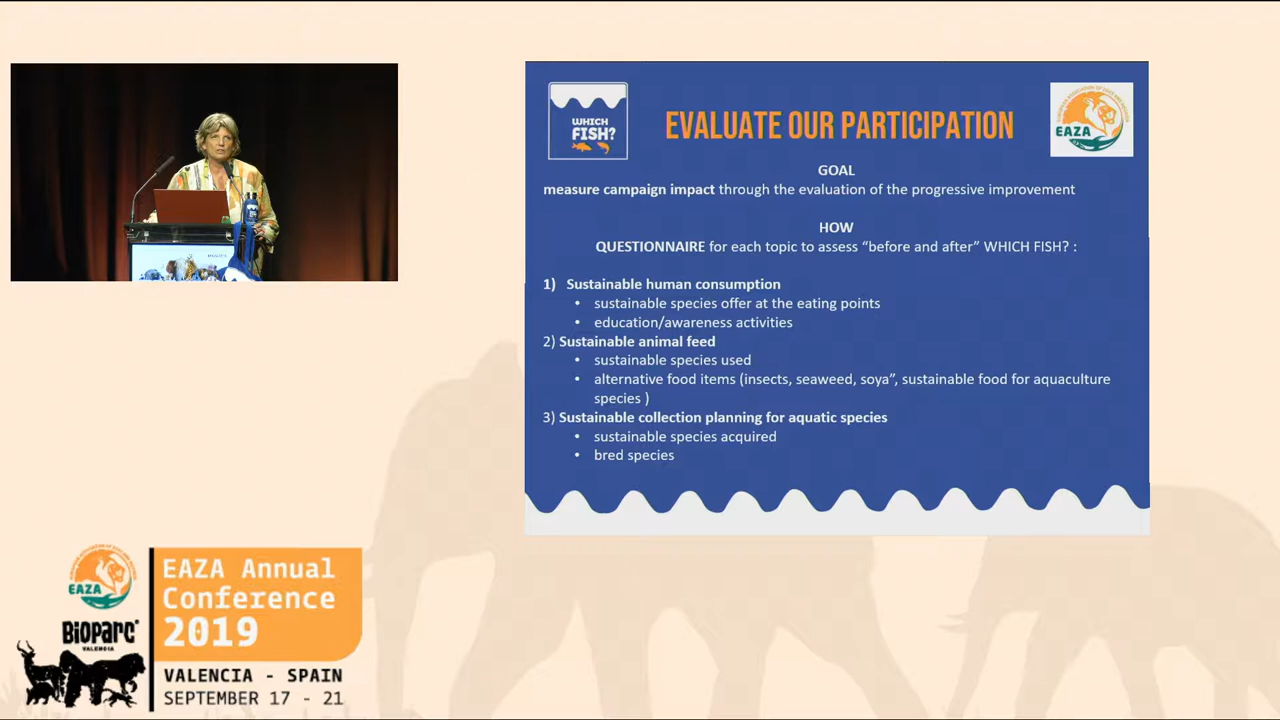 WHICH
FISH?
EVALUATE OUR PARTICIPATION
EAZA
GOAL
measure campaign impact through the evaluation of the progressive improvement
HOW
QUESTIONNAIRE for each topic to assess “before and after” WHICH FISH? :
1) Sustainable human consumption
• sustainable species offer at the eating points
• education/awareness activities
2) Sustainable animal feed
• sustainable species used
• alternative food items (insects, seaweed, soya”, sustainable food for aquaculture
species )
3) Sustainable collection planning for aquatic species
• sustainable species acquired
• bred species
EAZA
BIOPARC
VALENCIA
EAZA Annual
Conference
2019
VALENCIA - SPAIN
SEPTEMBER 17 - 21